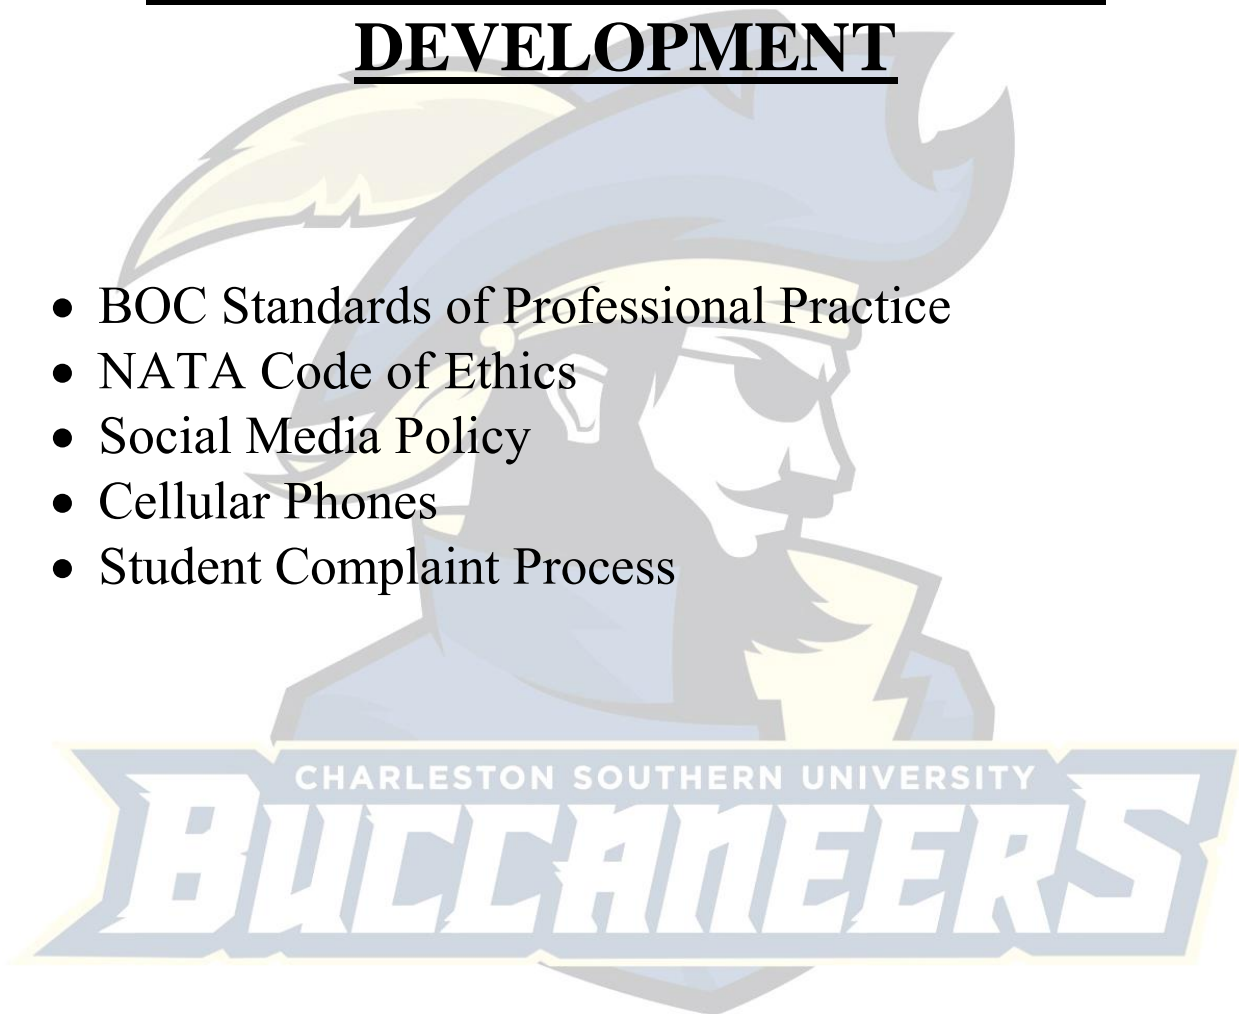 DEVELOPMENT
• BOC Standards of Professional Practice
• NATA Code of Ethics
• Social Media Policy
• Cellular Phones
• Student Complaint Process
CHARLESTON SOUTHERN UNIVERSITY
BUCCANEERS